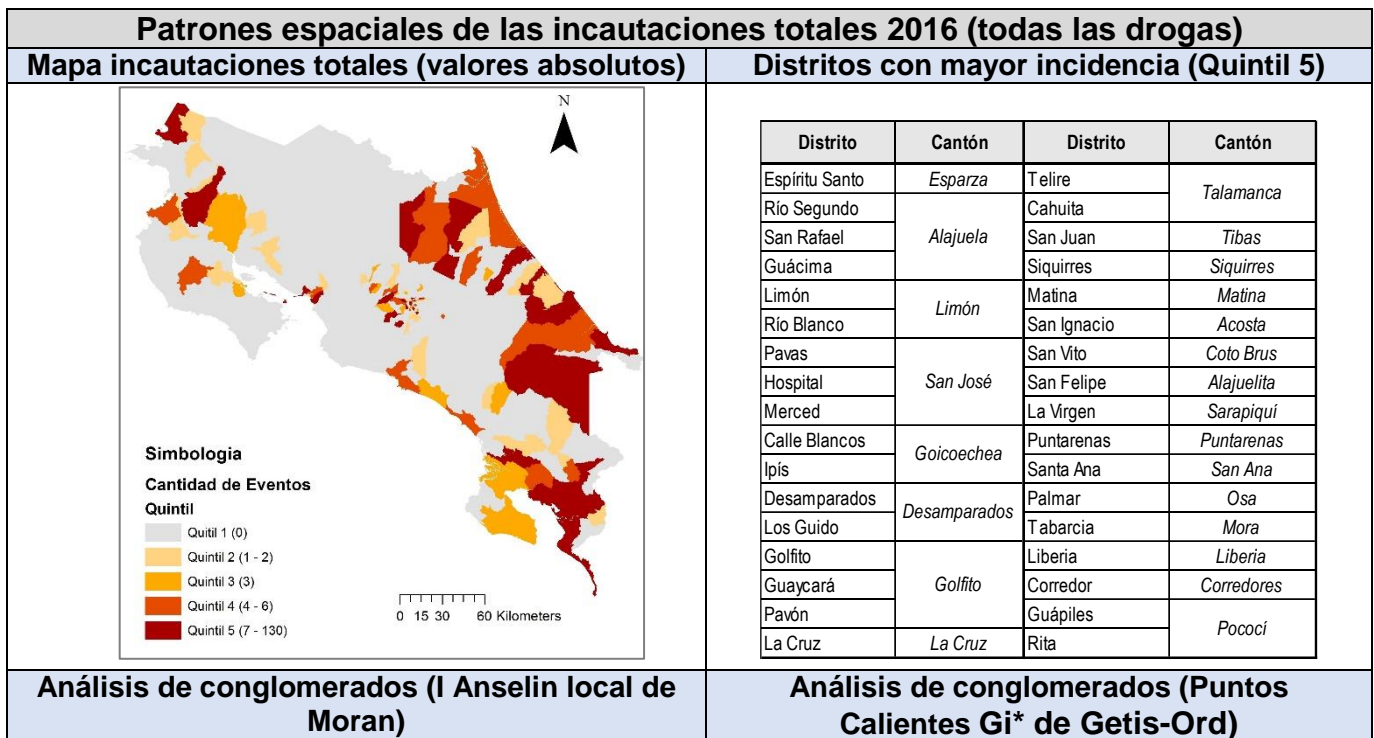 Patrones espaciales de las incautaciones totales 2016 (todas las drogas)
Mapa incautaciones totales (valores absolutos)
Distritos con mayor incidencia (Quintil 5)
N
Simbologia
Cantidad de Eventos
Quintil
Quitil 1 (0)
Quintil 2 (1 - 2)
Quintil 3 (3)
Quintil 4 (4 - 6)
Quintil 5 (7 - 130)
0 15 30 60 Kilometers
Distrito Cantón Distrito Cantón
Espíritu Santo Esparza Telire Talamanca
Río Segundo Alajuela Cahuita
San Rafael San Juan Tibas
Guácima Siquirres Siquirres
Limón Limón Matina Matina
Río Blanco San Ignacio Acosta
Pavas San José San Vito Coto Brus
Hospital San Felipe Alajuelita
Merced La Virgen Sarapiquí
Calle Blancos Goicoechea Puntarenas Puntarenas
Ipís Santa Ana San Ana
Desamparados Desamparados Palmar Osa
Los Guido Tabarcia Mora
Golfito Golfito Liberia Liberia
Guaycará Corredor Corredores
Pavón Guápiles Pococí
La Cruz La Cruz Rita
Análisis de conglomerados (I Anselin local de
Moran)
Análisis de conglomerados (Puntos
Calientes Gi* de Getis-Ord)